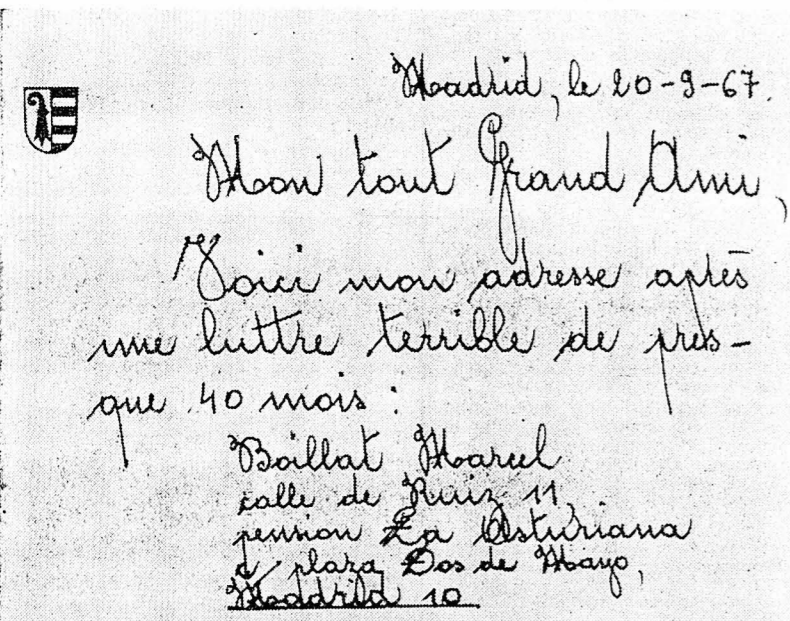 Madrid, le 20-9-67.
Mon tout Grand Ami,
Voici mon adresse après
une luttre terrible de pres-
que 40 mois :
Boillat Marcel
calle de Ruiz 11,
pension La Asturiana
c/ plaza Dos de Mayo,
Madrid 10